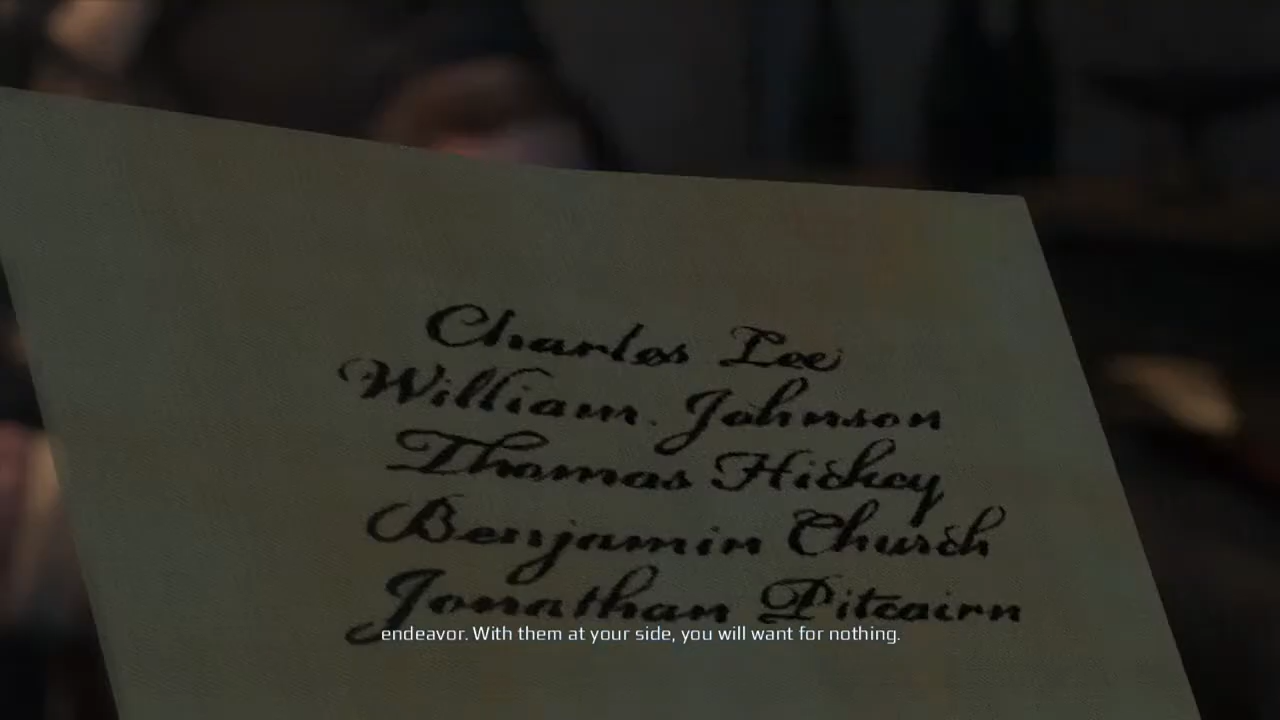 Charles Lee
William Johnson
Thomas Hickey
Benjamin Church
Jonathan Pitcairn
endeavor. With them at your side, you will want for nothing.